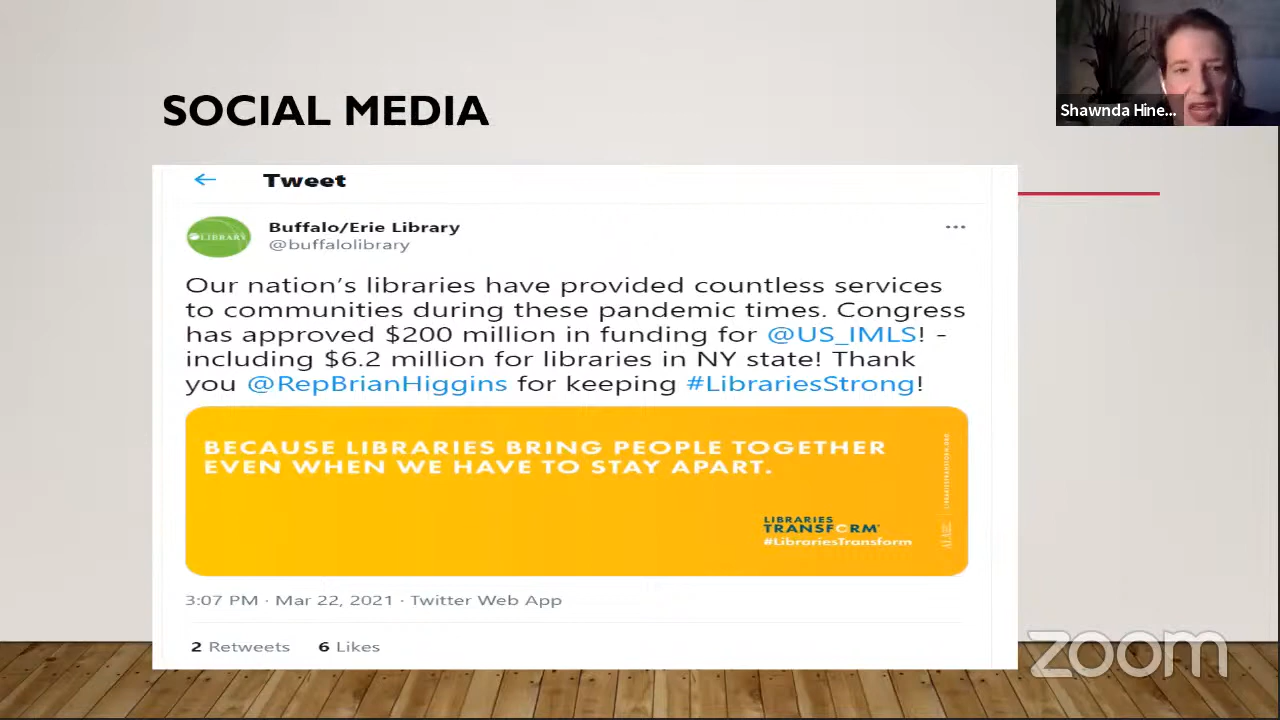 SOCIAL MEDIA
Shawnda Hine...
Tweet
LIBRARY
Buffalo/Erie Library
@buffalolibrary
Our nation's libraries have provided countless services
to communities during these pandemic times. Congress
has approved $200 million in funding for @US_IMLS! -
including $6.2 million for libraries in NY state! Thank
you @RepBrianHiggins for keeping #LibrariesStrong!
BECAUSE LIBRARIES BRING PEOPLE TOGETHER
EVEN WHEN WE HAVE TO STAY APART.
LIBRARIES
TRANSFORM
#LibrariesTransform
LIBRARIESTRANSFORM.ORG
3:07 PM · Mar 22, 2021 · Twitter Web App
2 Retweets 6 Likes
zoom